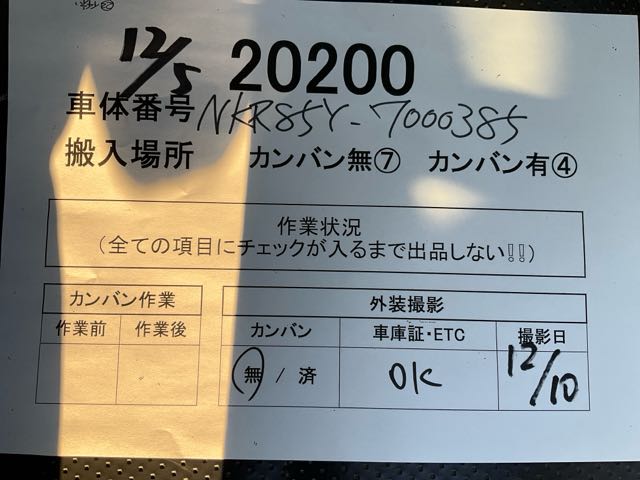 12/5 20200
車体番号 NKR85Y-7000385
搬入場所 カンバン無⑦ カンバン有④
作業状況
（全ての項目にチェックが入るまで出品しない!!）
カンバン作業 外装撮影
作業前 作業後 カンバン 車庫証・ETC 撮影日
無 / 済 OK 12/10